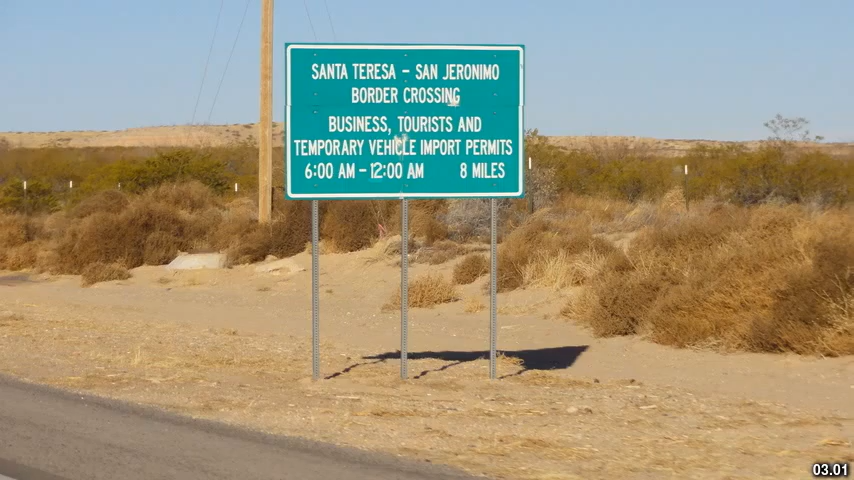 SANTA TERESA – SAN JERONIMO
BORDER CROSSING
BUSINESS, TOURISTS AND
TEMPORARY VEHICLE IMPORT PERMITS
6:00 AM – 12:00 AM 8 MILES
03.01